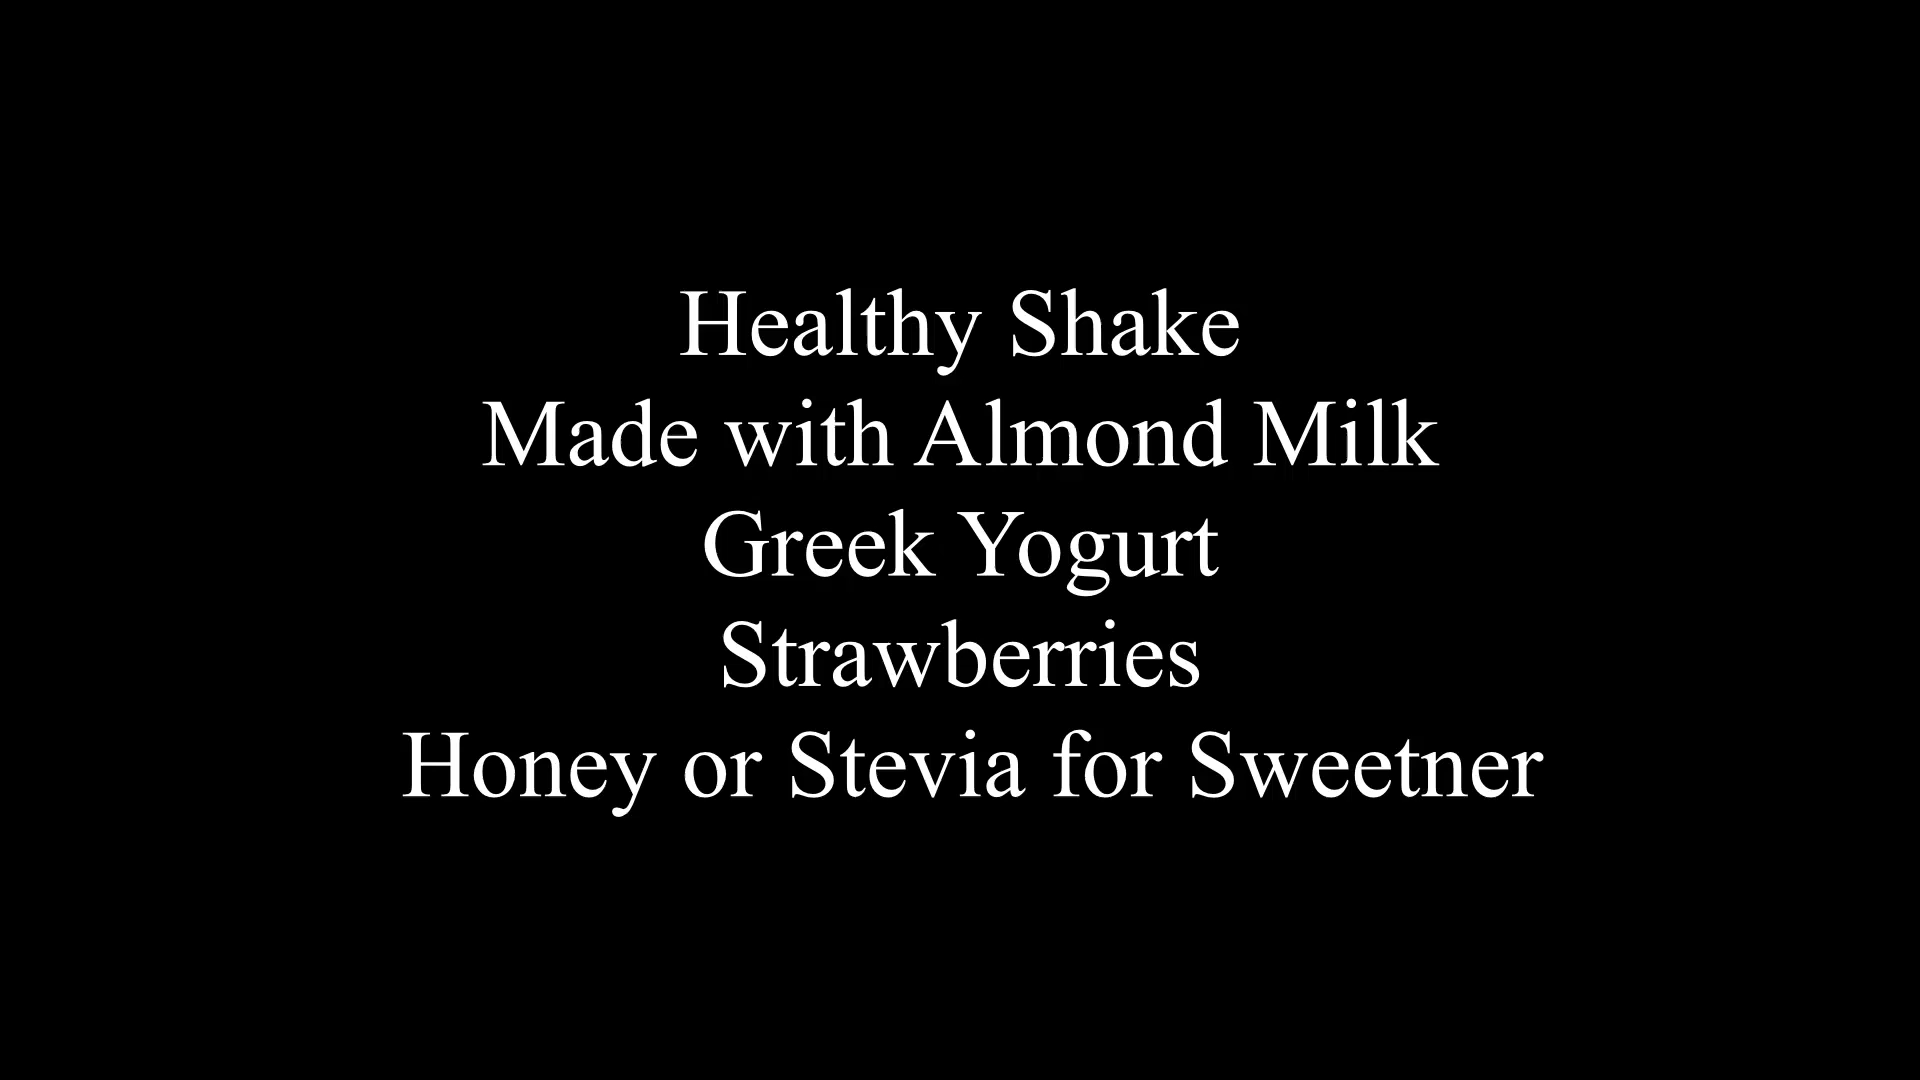 Healthy Shake
Made with Almond Milk
Greek Yogurt
Strawberries
Honey or Stevia for Sweetner